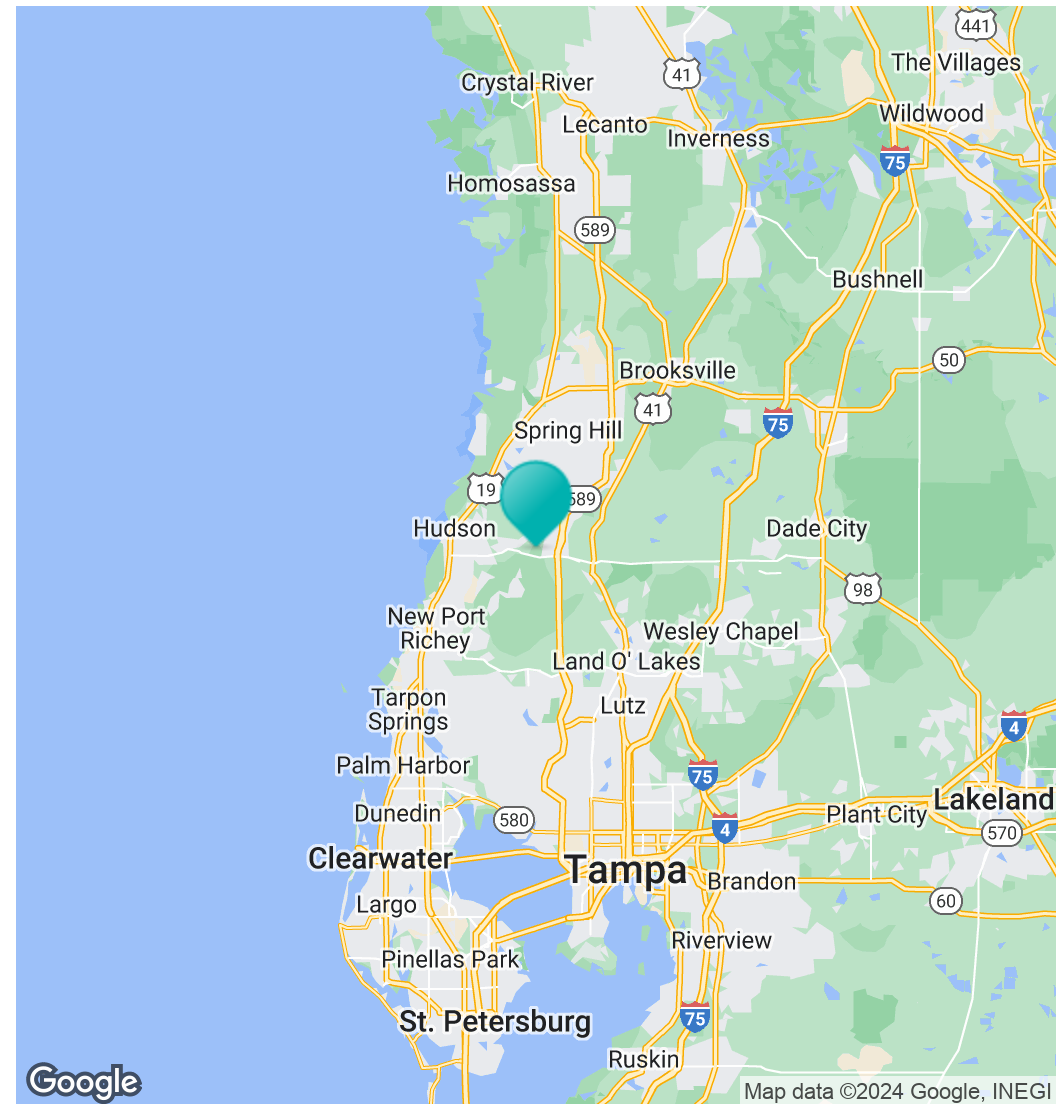 441
The Villages
41
Crystal River
Wildwood
Lecanto
Inverness
75
Homosassa
589
Bushnell
50
Brooksville
41
75
Spring Hill
19
589
Hudson
Dade City
98
New Port
Richey
Wesley Chapel
Land O' Lakes
Tarpon
Springs
Lutz
4
Palm Harbor
75
Lakeland
Dunedin
580
Plant City
4
570
Clearwater
Tampa
Brandon
Largo
60
Riverview
Pinellas Park
75
St. Petersburg
Ruskin
Google
Map data ©2024 Google, INEGI